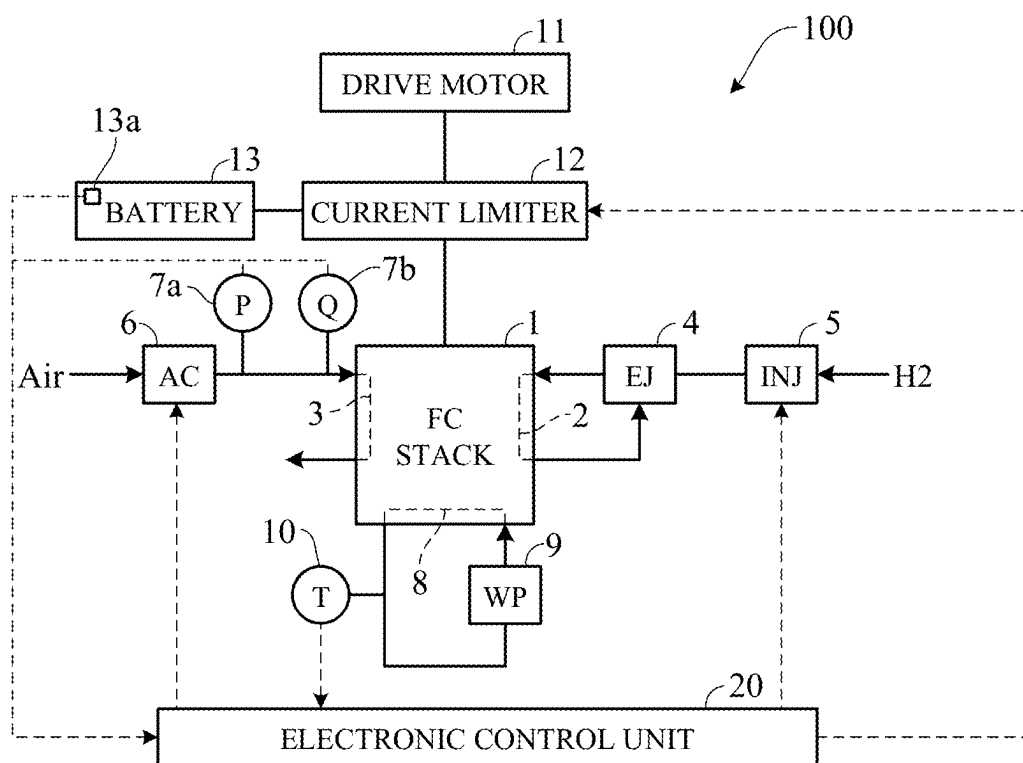 100
11
DRIVE MOTOR
13a
13
12
BATTERY
CURRENT LIMITER
7a
7b
P
Q
6
1
4
5
Air
AC
EJ
INJ
H2
3
FC
STACK
2
10
8
9
T
WP
20
ELECTRONIC CONTROL UNIT